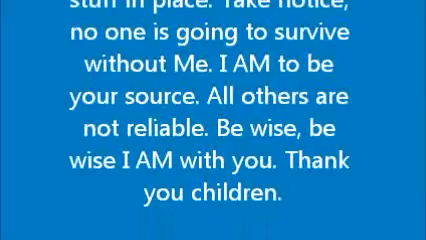 stuff in place. Take notice,
no one is going to survive
without Me. I AM to be
your source. All others are
not reliable. Be wise, be
wise I AM with you. Thank
you children.